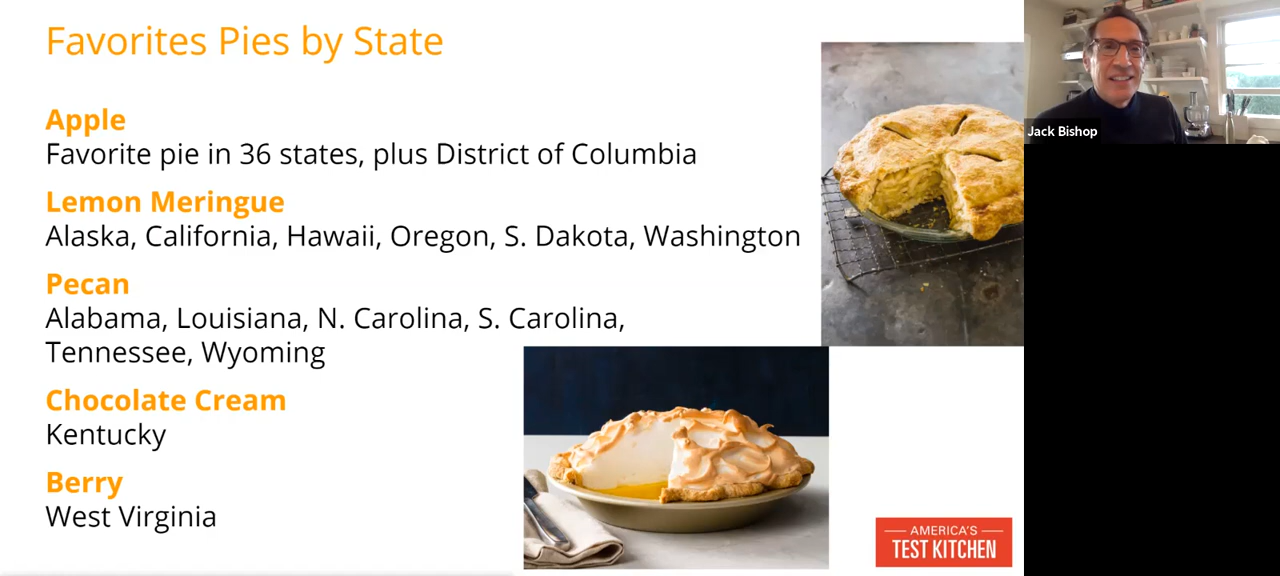 Favorites Pies by State
Apple
Favorite pie in 36 states, plus District of Columbia
Lemon Meringue
Alaska, California, Hawaii, Oregon, S. Dakota, Washington
Pecan
Alabama, Louisiana, N. Carolina, S. Carolina,
Tennessee, Wyoming
Chocolate Cream
Kentucky
Berry
West Virginia
AMERICA'S
TEST KITCHEN
Jack Bishop